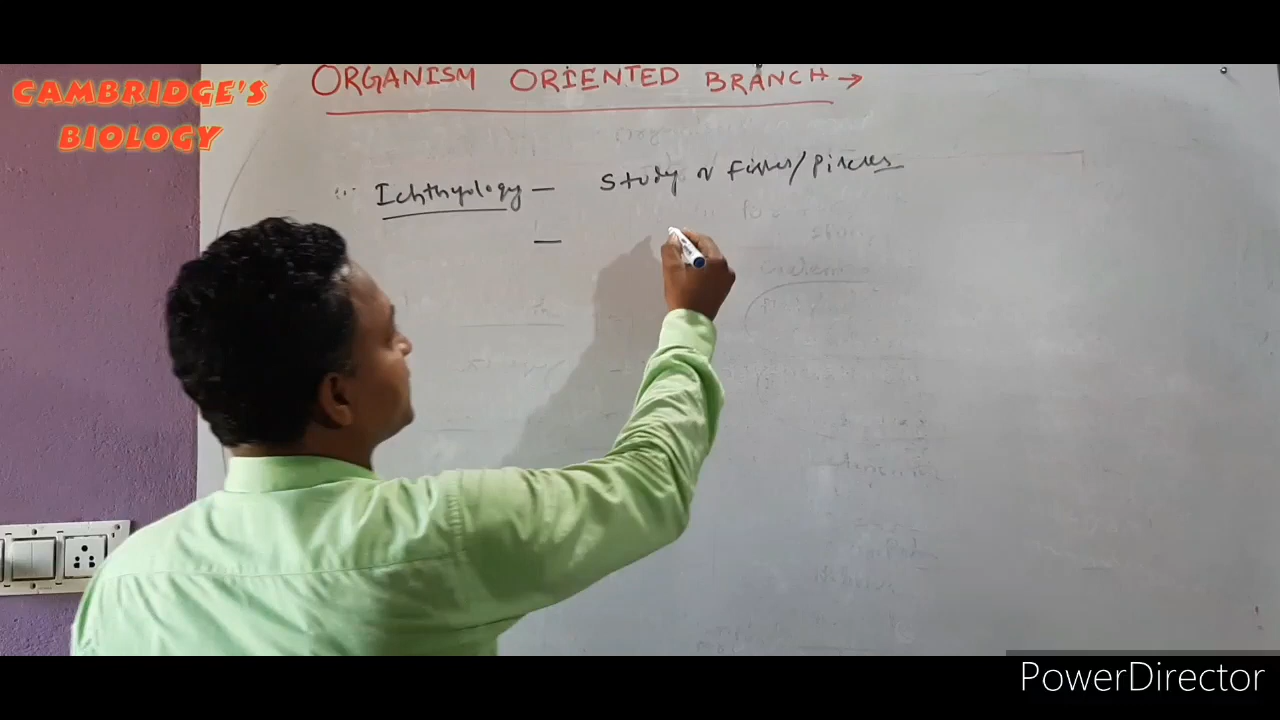 CAMBRIDGE'S
BIOLOGY
ORGANISM ORIENTED BRANCH →
Ichthyology — Study of Fishes/Pisces
—
PowerDirector